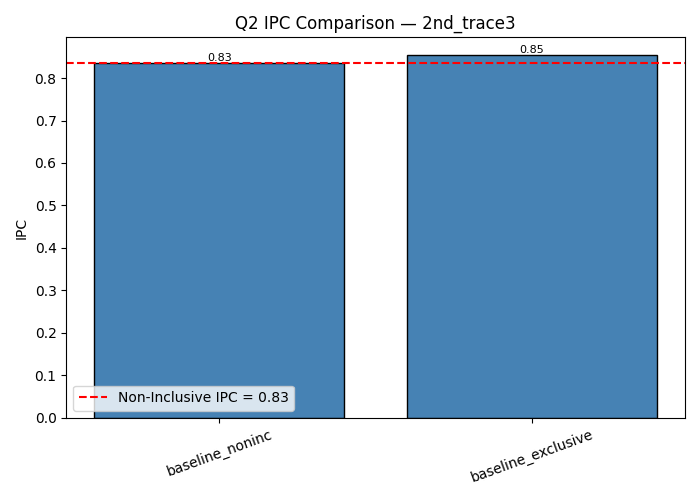 Q2 IPC Comparison — 2nd_trace3
IPC
0.8
0.7
0.6
0.5
0.4
0.3
0.2
0.1
0.0
0.83
0.85
Non-Inclusive IPC = 0.83
baseline_noninc
baseline_exclusive